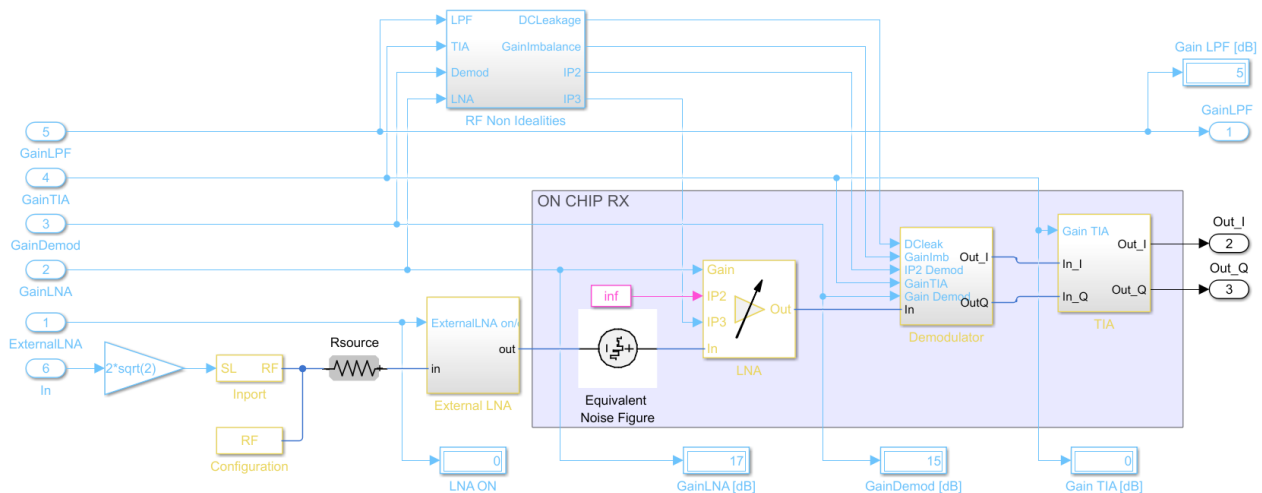 LPF
DCLeakage
TIA
GainImbalance
Demod
IP2
LNA
IP3
RF Non Idealities
Gain LPF [dB]
5
5
GainLPF
GainLPF
1
4
GainTIA
3
GainDemod
2
GainLNA
1
ExternalLNA
6
In
2*sqrt(2)
SL RF
Inport
RF
Configuration
Rsource
ExternalLNA on/
out
in
External LNA
ON CHIP RX
Equivalent
Noise Figure
inf
Gain
IP2
IP3
In
Out
LNA
DCleak
GainImb
IP2 Demod
GainTIA
Gain Demod
In
Out_I
OutQ
Demodulator
Gain TIA
In_I
In_Q
Out_I
Out_Q
TIA
Out_I
2
Out_Q
3
0
LNA ON
17
GainLNA [dB]
15
GainDemod [dB]
0
Gain TIA [dB]